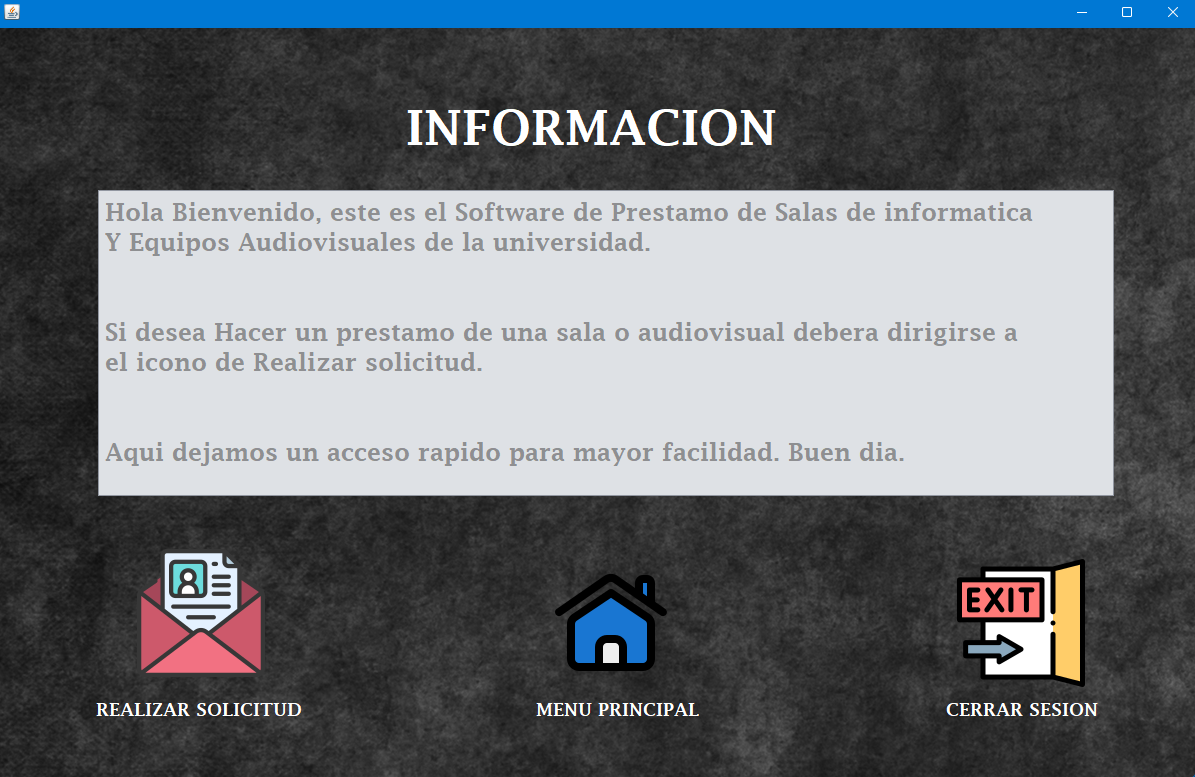 INFORMACION
Hola Bienvenido, este es el Software de Prestamo de Salas de informatica
Y Equipos Audiovisuales de la universidad.
Si desea Hacer un prestamo de una sala o audiovisual debera dirigirse a
el icono de Realizar solicitud.
Aqui dejamos un acceso rapido para mayor facilidad. Buen dia.
EXIT
REALIZAR SOLICITUD
MENU PRINCIPAL
CERRAR SESION